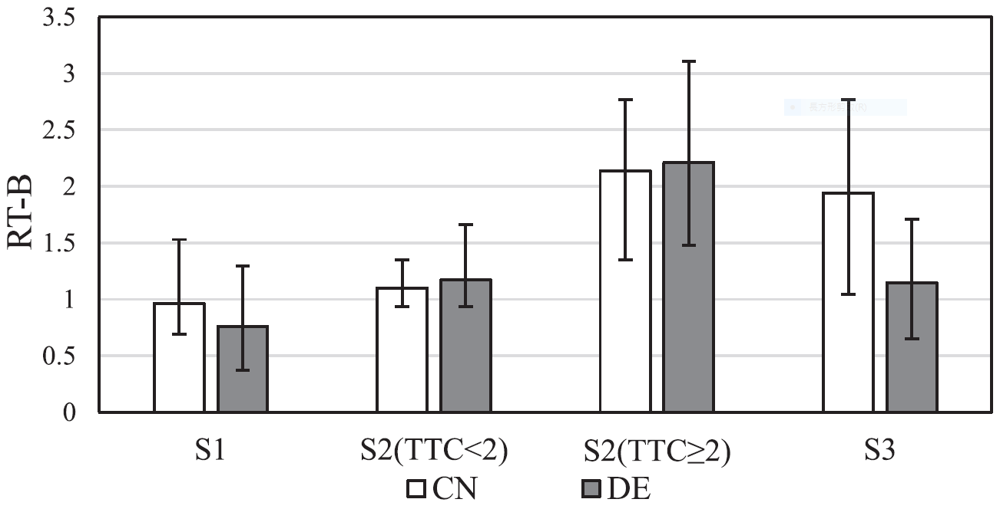 3.5
3
2.5
2
1.5
1
0.5
0
RT-B
S1
S2(TTC<2)
S2(TTC≥2)
S3
CN
DE